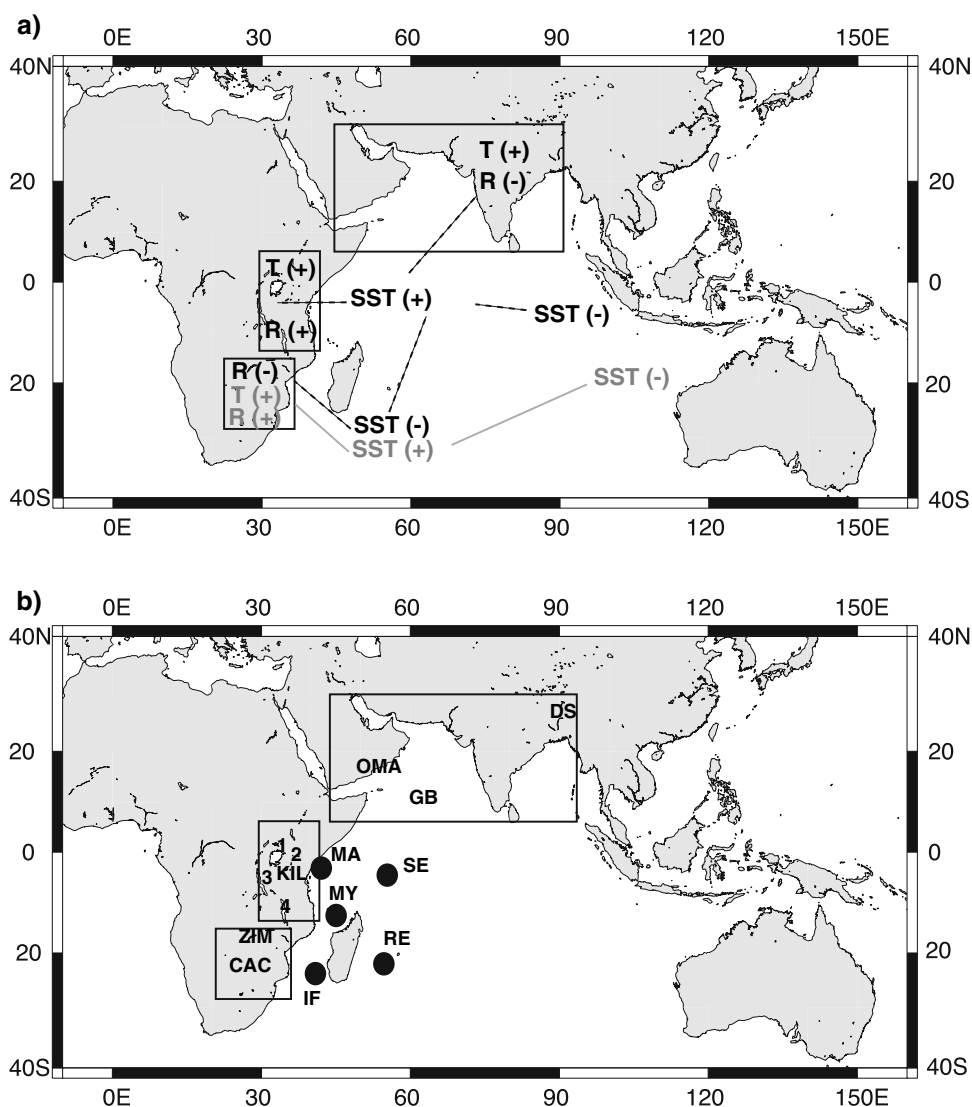 a)
0E 30 60 90 120 150E
40N 40N
T (+)
20 R (-) 20
T (+)
0 0
SST (+)
SST (-)
R (+)
R (-) SST (-)
20 T (+) 20
R (+) SST (-)
SST (+)
40S 40S
0E 30 60 90 120 150E
b)
0E 30 60 90 120 150E
40N 40N
DS
20 OMA 20
GB
1
0 2 MA 0
3 KIL SE
MY
4
20 ZIM RE 20
CAC
IF
40S 40S
0E 30 60 90 120 150E